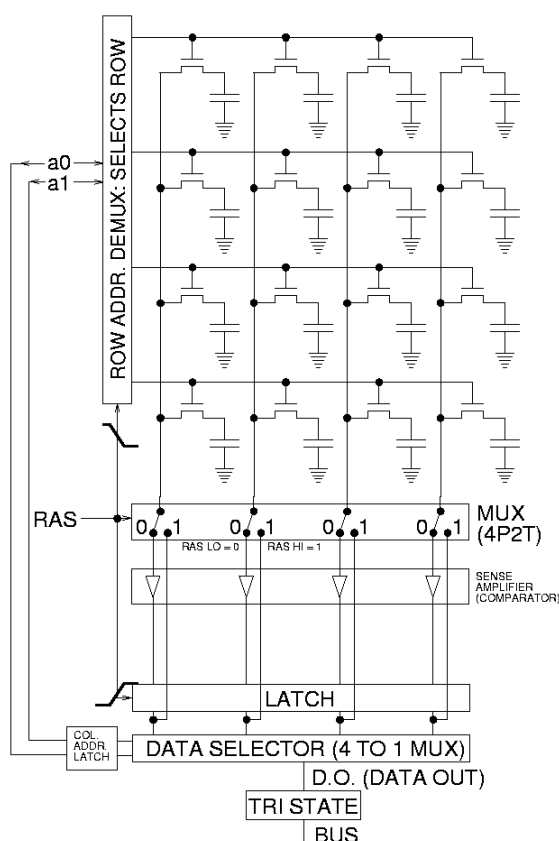 ROW ADDR. DEMUX: SELECTS ROW
a0
a1
RAS
0 1 0 1 0 1 0 1
MUX
(4P2T)
RAS LO = 0 RAS HI = 1
SENSE
AMPLIFIER
(COMPARATOR)
LATCH
COL.
ADDR.
LATCH
DATA SELECTOR (4 TO 1 MUX)
D.O. (DATA OUT)
TRI STATE
BUS